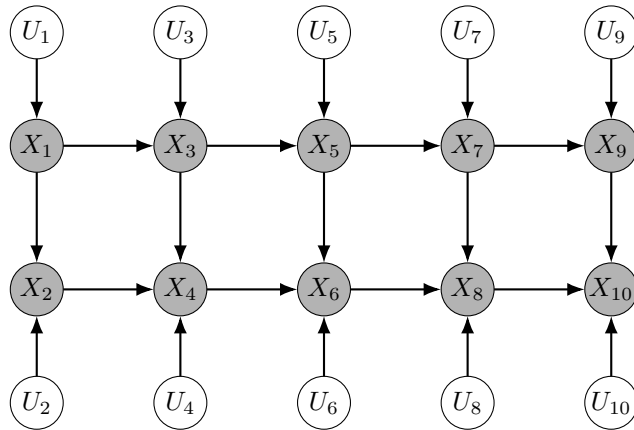 U₁ U₃ U₅ U₇ U₉
X₁ X₃ X₅ X₇ X₉
X₂ X₄ X₆ X₈ X₁₀
U₂ U₄ U₆ U₈ U₁₀